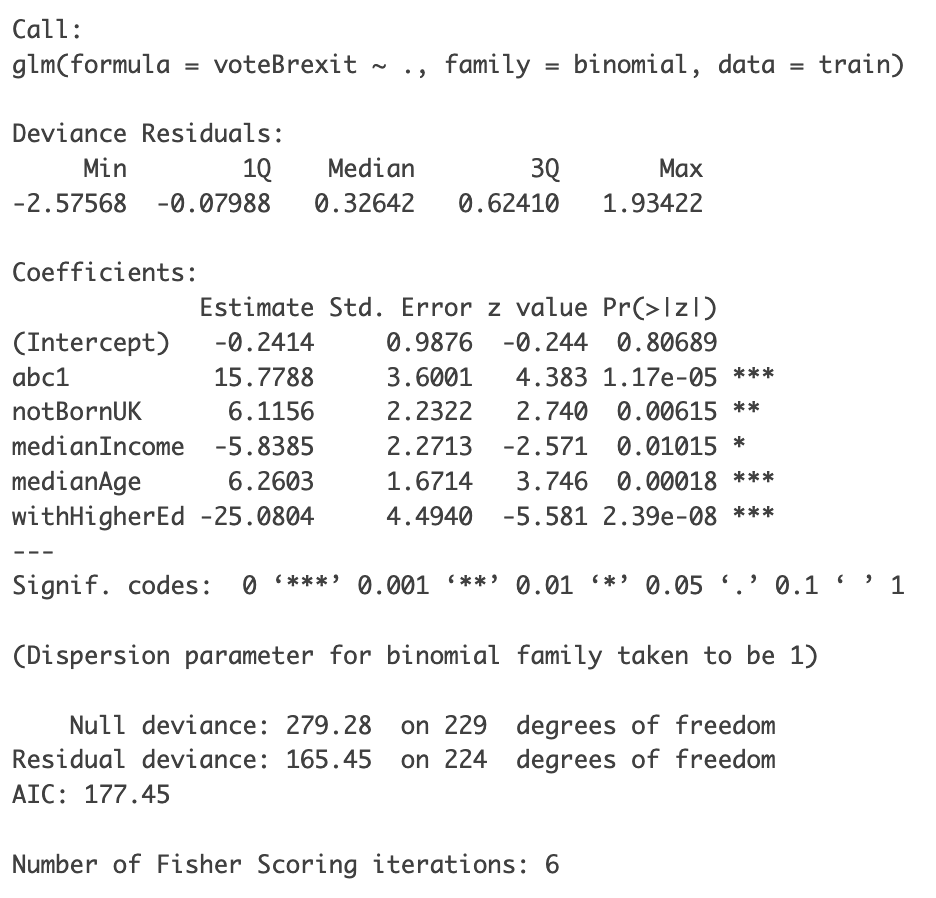 Call:
glm(formula = voteBrexit ~ ., family = binomial, data = train)
Deviance Residuals:
     Min        1Q    Median        3Q       Max
-2.57568  -0.07988   0.32642   0.62410   1.93422
Coefficients:
             Estimate Std. Error z value Pr(>|z|)
(Intercept)   -0.2414     0.9876  -0.244  0.80689
abc1          15.7788     3.6001   4.383 1.17e-05 ***
notBornUK      6.1156     2.2322   2.740  0.00615 **
medianIncome  -5.8385     2.2713  -2.571  0.01015 *
medianAge      6.2603     1.6714   3.746  0.00018 ***
withHigherEd -25.0804     4.4940  -5.581 2.39e-08 ***
---
Signif. codes:  0 ‘***’ 0.001 ‘**’ 0.01 ‘*’ 0.05 ‘.’ 0.1 ‘ ’ 1
(Dispersion parameter for binomial family taken to be 1)
    Null deviance: 279.28  on 229  degrees of freedom
Residual deviance: 165.45  on 224  degrees of freedom
AIC: 177.45
Number of Fisher Scoring iterations: 6